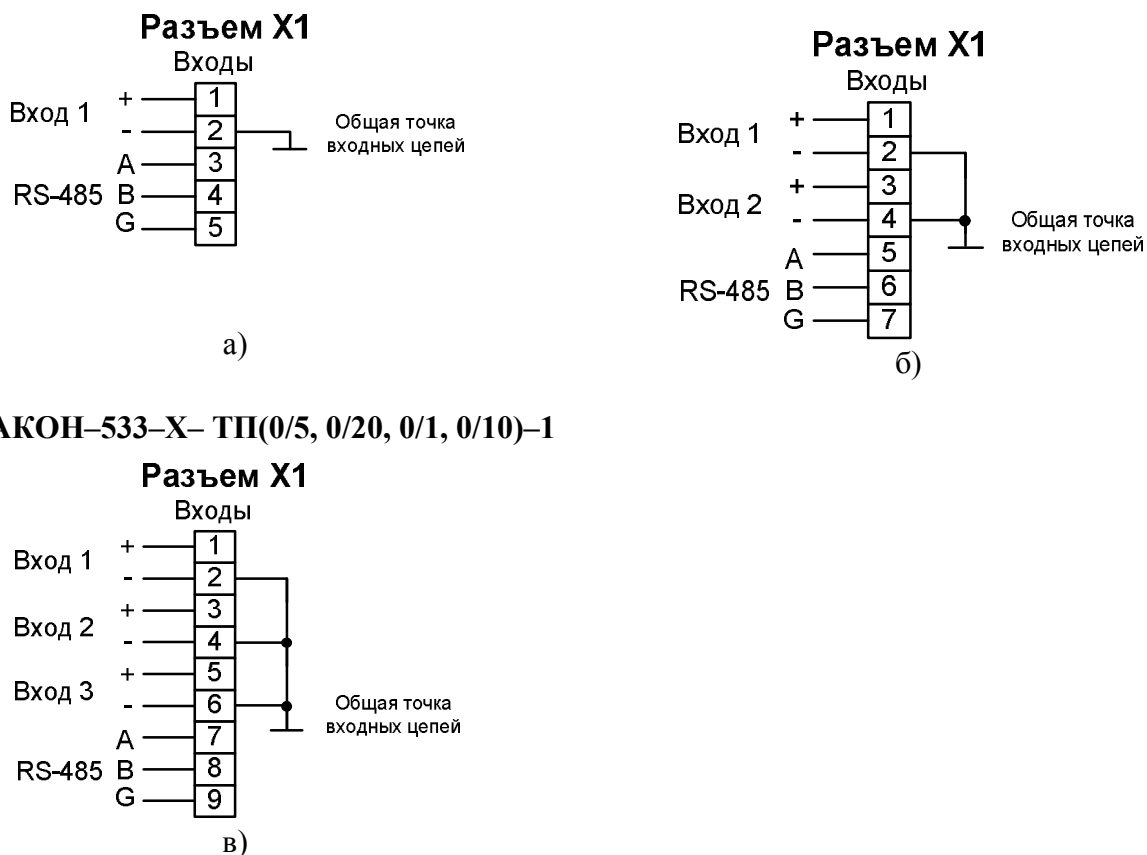 Разъем X1
Входы
Вход 1 + 1
- 2
Общая точка
входных цепей
A 3
RS-485 B 4
G 5
а)
Разъем X1
Входы
Вход 1 + 1
- 2
Вход 2 + 3
- 4
Общая точка
входных цепей
A 5
RS-485 B 6
G 7
б)
АКОН–533–Х– ТП(0/5, 0/20, 0/1, 0/10)–1
Разъем X1
Входы
Вход 1 + 1
- 2
Вход 2 + 3
- 4
Вход 3 + 5
- 6
Общая точка
входных цепей
A 7
RS-485 B 8
G 9
в)